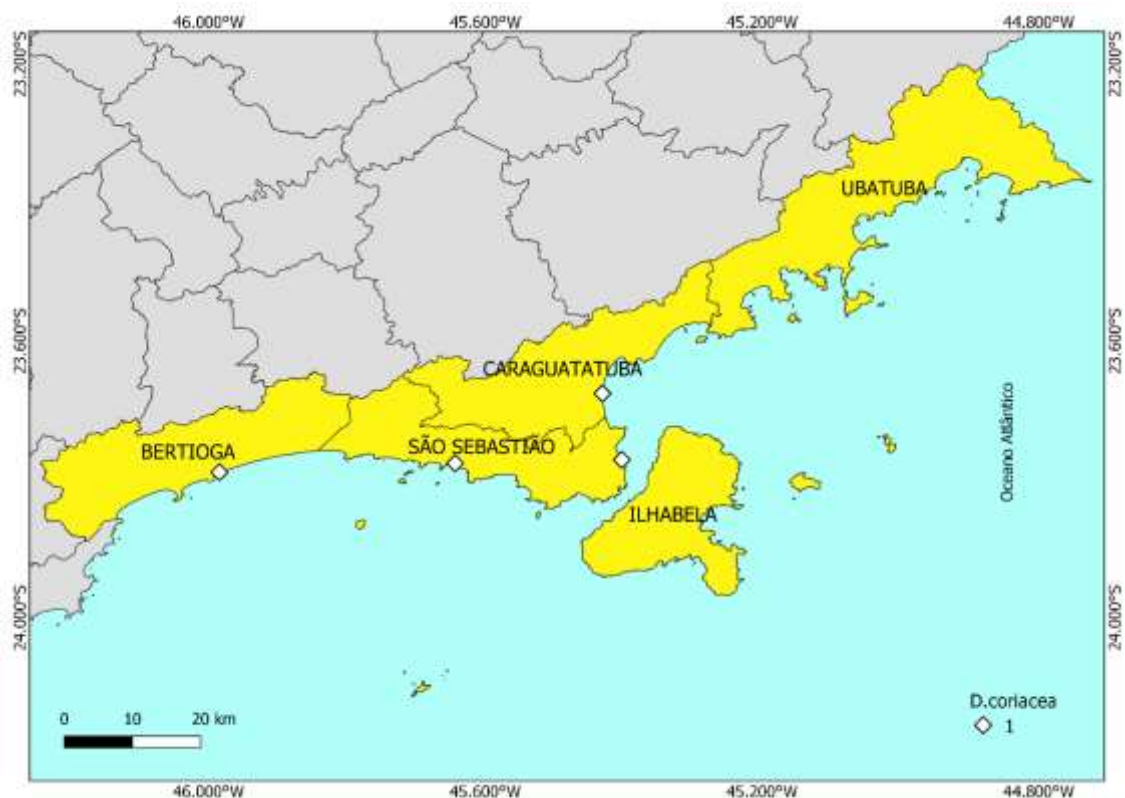 46.000°W 45.600°W 45.200°W 44.800°W
23.200°S 23.200°S
UBATUBA
23.600°S 23.600°S
CARAGUATATUBA
Oceano Atlântico
BERTIOGA SÃO SEBASTIÃO
ILHABELA
24.000°S 24.000°S
D.coriacea
0 10 20 km
1
46.000°W 45.600°W 45.200°W 44.800°W